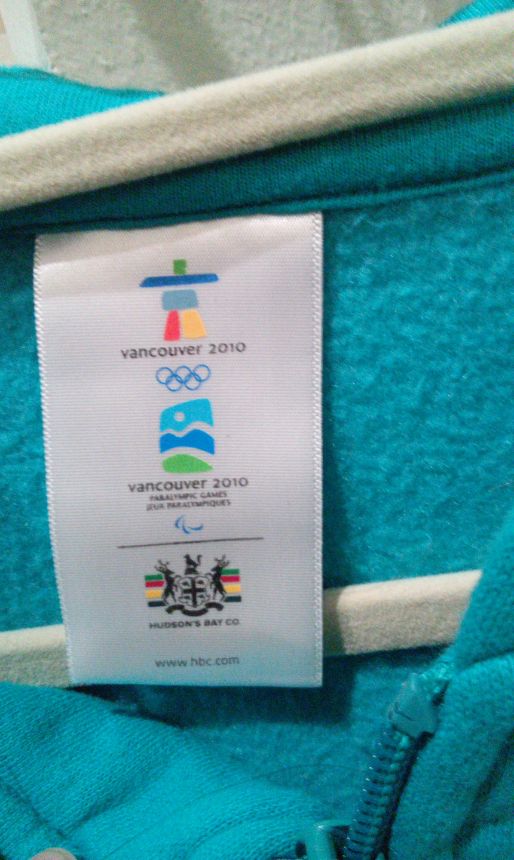 vancouver 2010
vancouver 2010
PARALYMPIC GAMES
JEUX PARALYMPIQUES
HUDSON'S BAY CO.
www.hbc.com